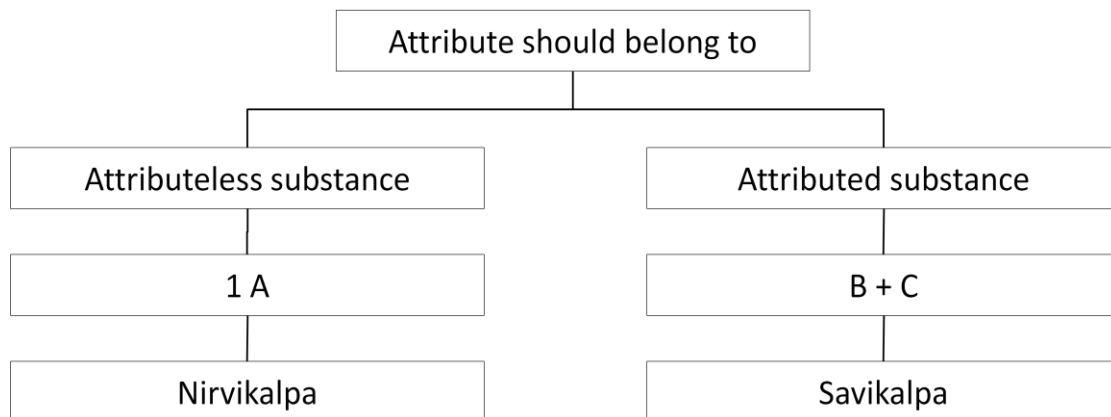 Attribute should belong to
Attributeless substance
Attributed substance
1 A
B + C
Nirvikalpa
Savikalpa